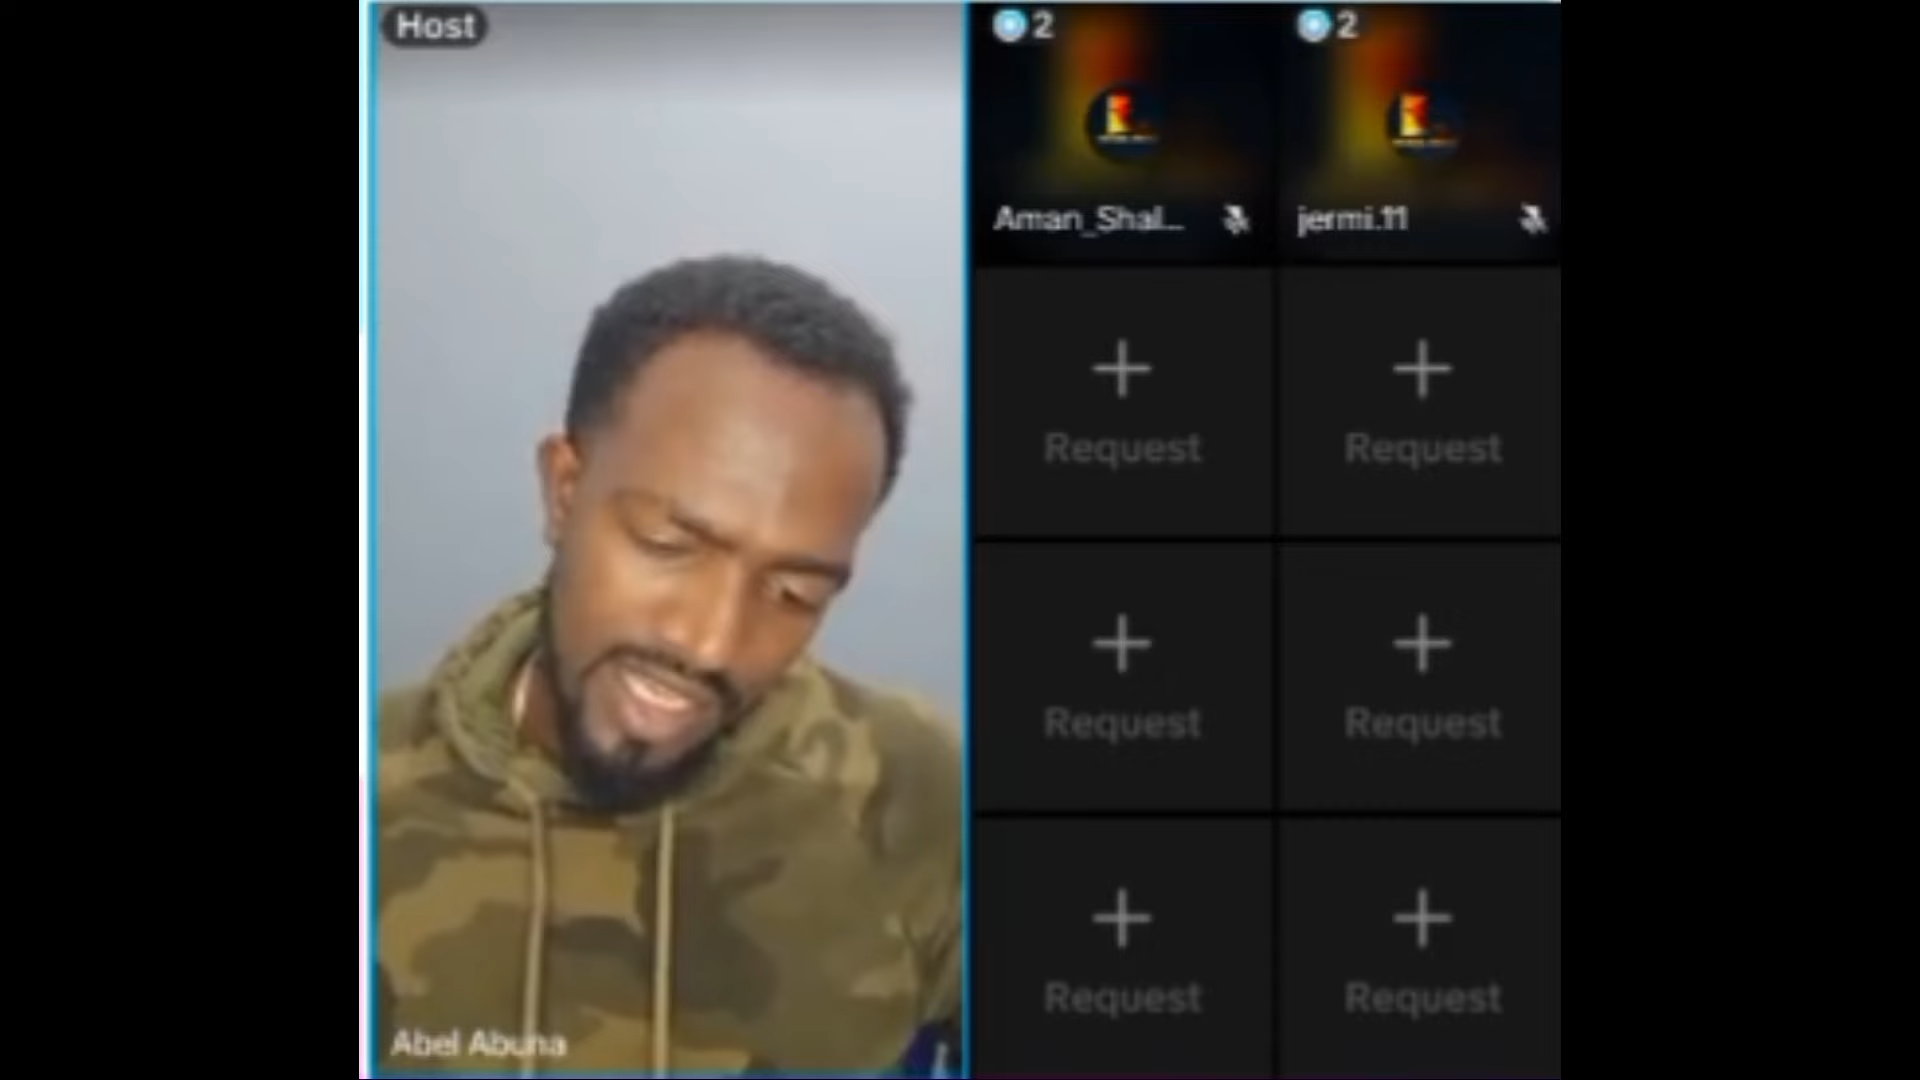 Host
2
2
Aman_Shal...
jermi.11
Request
Request
Request
Request
Request
Request
Abel Abuna